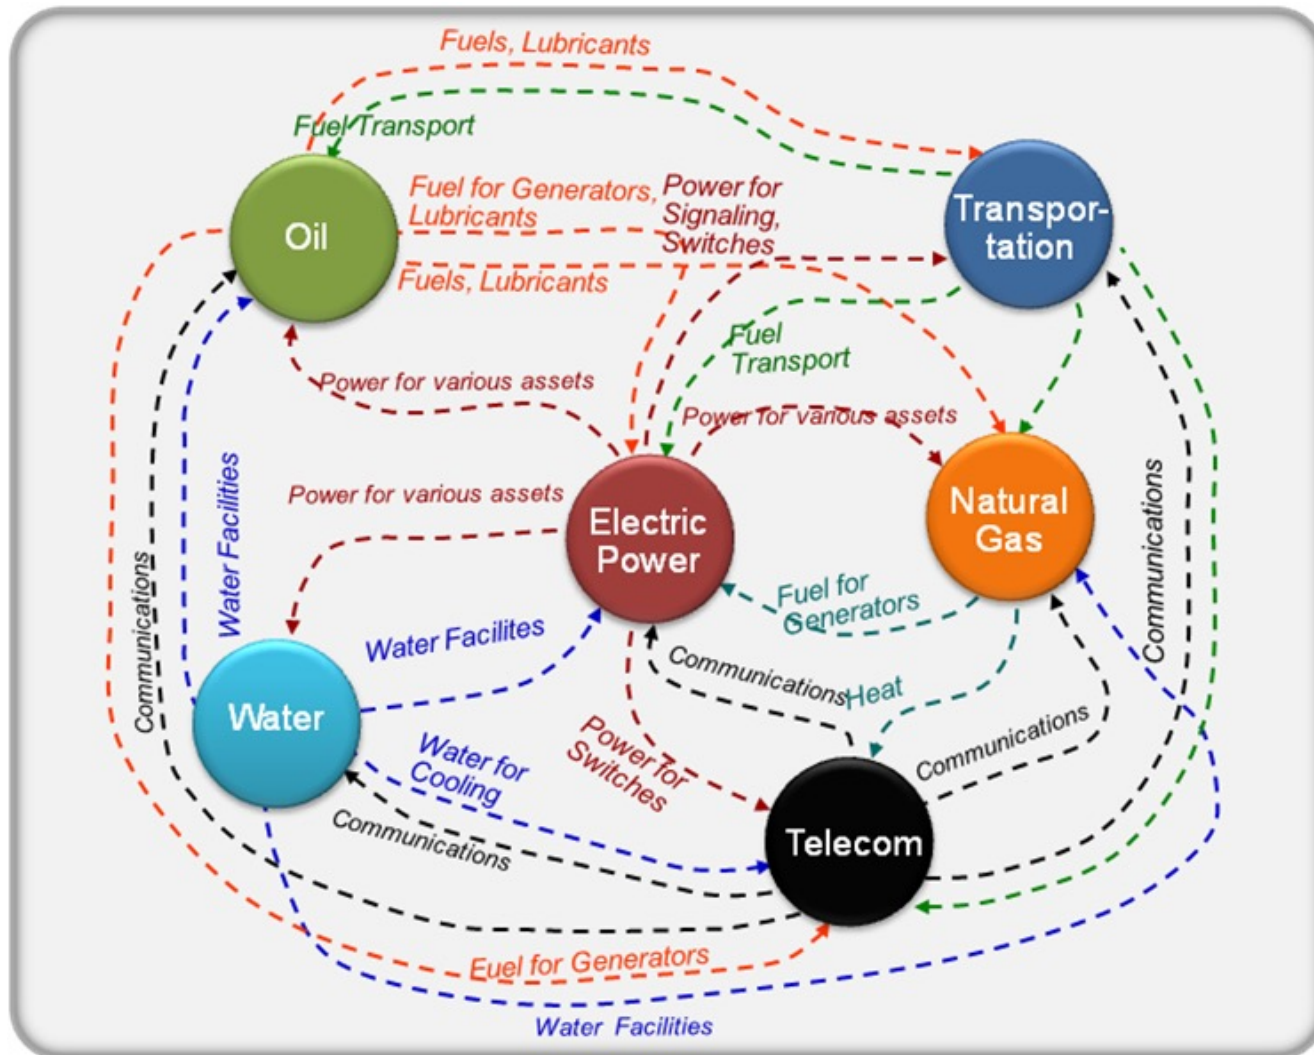 Fuels, Lubricants
Fuel Transport
Oil
Fuel for Generators,
Lubricants
Fuels, Lubricants
Power for
Signaling,
Switches
Transpor-
tation
Fuel
Transport
Power for various assets
Power for various assets
Power for various assets
Electric
Power
Natural
Gas
Water Facilities
Communications
Communications
Fuel for
Generators
Water Facilites
Communications
Heat
Water
Water for
Cooling
Power for
Switches
Communications
Communications
Telecom
Fuel for Generators
Water Facilities